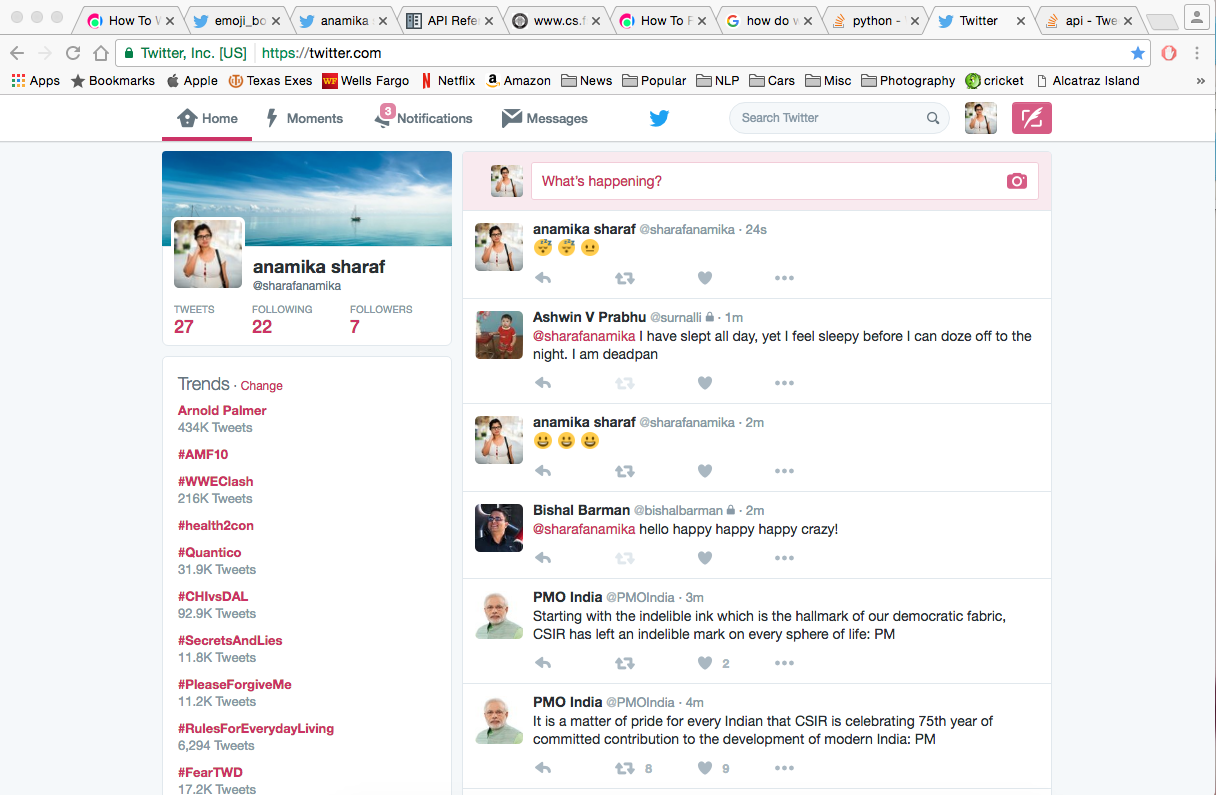 How To W
emoji_bo
anamika s
API Refe
www.cs.f
How To F
how do w
python -
Twitter
api - Twe
Twitter, Inc. [US] https://twitter.com
Apps Bookmarks Apple Texas Exes Wells Fargo Netflix Amazon News Popular NLP Cars Misc Photography cricket Alcatraz Island »
Home Moments 3 Notifications Messages Search Twitter
What's happening?
anamika sharaf
@sharafanamika
TWEETS FOLLOWING FOLLOWERS
27 22 7
Trends · Change
Arnold Palmer
434K Tweets
#AMF10
#WWEClash
216K Tweets
#health2con
#Quantico
31.9K Tweets
#CHIvsDAL
92.9K Tweets
#SecretsAndLies
11.8K Tweets
#PleaseForgiveMe
11.2K Tweets
#RulesForEverydayLiving
6,294 Tweets
#FearTWD
17.2K Tweets
anamika sharaf @sharafanamika · 24s
😴 😴 😐
Ashwin V Prabhu @surnalli · 1m
@sharafanamika I have slept all day, yet I feel sleepy before I can doze off to the
night. I am deadpan
anamika sharaf @sharafanamika · 2m
😀 😀 😀
Bishal Barman @bishalbarman · 2m
@sharafanamika hello happy happy happy crazy!
PMO India @PMOIndia · 3m
Starting with the indelible ink which is the hallmark of our democratic fabric,
CSIR has left an indelible mark on every sphere of life: PM
2
PMO India @PMOIndia · 4m
It is a matter of pride for every Indian that CSIR is celebrating 75th year of
committed contribution to the development of modern India: PM
8 9